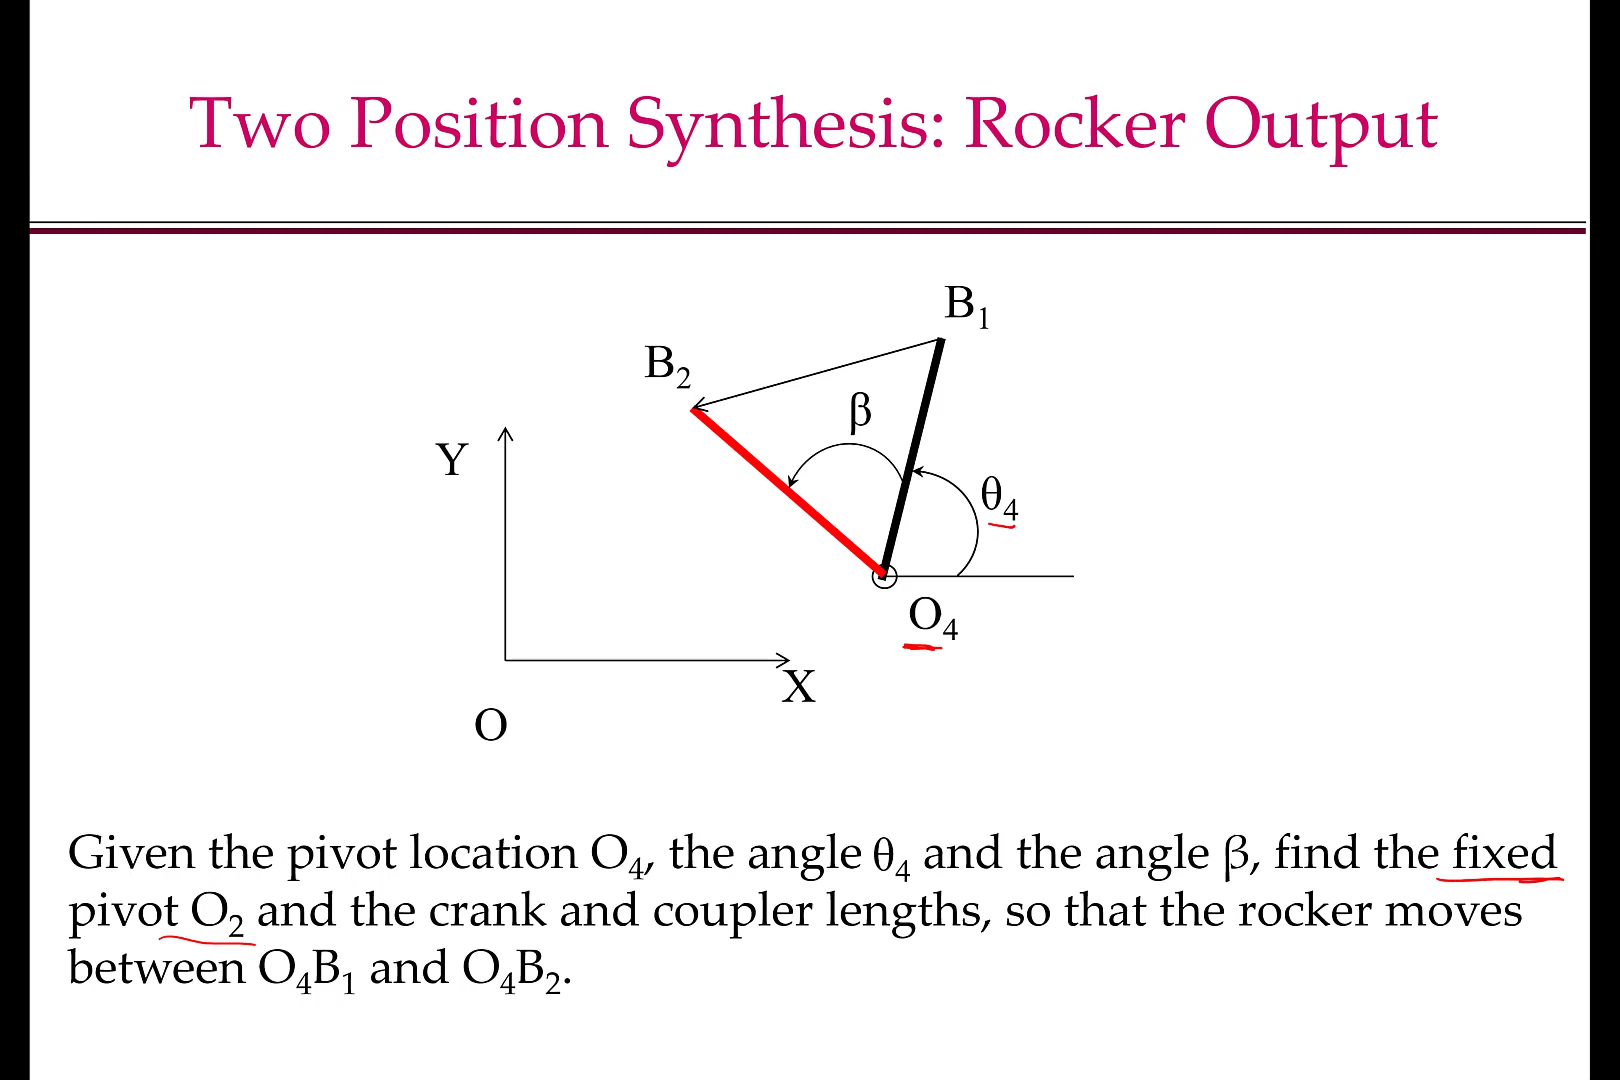 Two Position Synthesis: Rocker Output
B₁
B₂
β
Y
θ₄
O₄
X
O
Given the pivot location O₄, the angle θ₄ and the angle β, find the fixed
pivot O₂ and the crank and coupler lengths, so that the rocker moves
between O₄B₁ and O₄B₂.